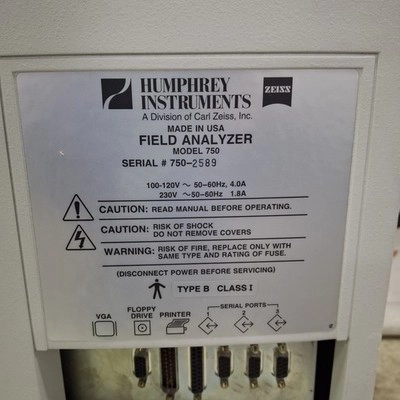 HUMPHREY
INSTRUMENTS
ZEISS
A Division of Carl Zeiss, Inc.
MADE IN USA
FIELD ANALYZER
MODEL 750
SERIAL # 750-2589
100-120V ~ 50-60Hz, 4.0A
230V ~50-60Hz 1.8A
CAUTION: READ MANUAL BEFORE OPERATING.
CAUTION: RISK OF SHOCK
DO NOT REMOVE COVERS
WARNING: RISK OF FIRE, REPLACE ONLY WITH
SAME TYPE AND RATING OF FUSE.
(DISCONNECT POWER BEFORE SERVICING)
TYPE B CLASS I
VGA
FLOPPY
DRIVE
PRINTER
SERIAL PORTS
1 2 3